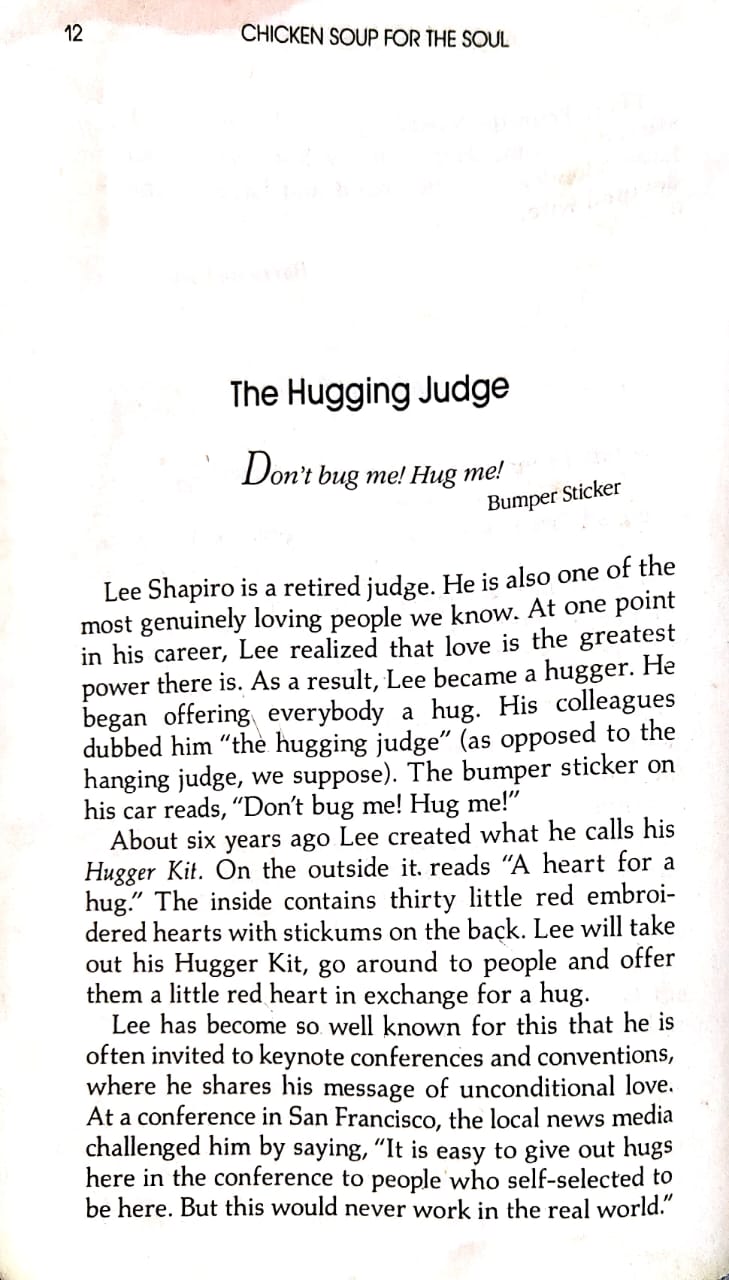 12
CHICKEN SOUP FOR THE SOUL
The Hugging Judge
Don't bug me! Hug me!
Bumper Sticker
Lee Shapiro is a retired judge. He is also one of the
most genuinely loving people we know. At one point
in his career, Lee realized that love is the greatest
power there is. As a result, Lee became a hugger. He
began offering everybody a hug. His colleagues
dubbed him “the hugging judge” (as opposed to the
hanging judge, we suppose). The bumper sticker on
his car reads, “Don't bug me! Hug me!”
About six years ago Lee created what he calls his
Hugger Kit. On the outside it reads “A heart for a
hug.” The inside contains thirty little red embroi-
dered hearts with stickums on the back. Lee will take
out his Hugger Kit, go around to people and offer
them a little red heart in exchange for a hug.
Lee has become so well known for this that he is
often invited to keynote conferences and conventions,
where he shares his message of unconditional love.
At a conference in San Francisco, the local news media
challenged him by saying, “It is easy to give out hugs
here in the conference to people who self-selected to
be here. But this would never work in the real world.”